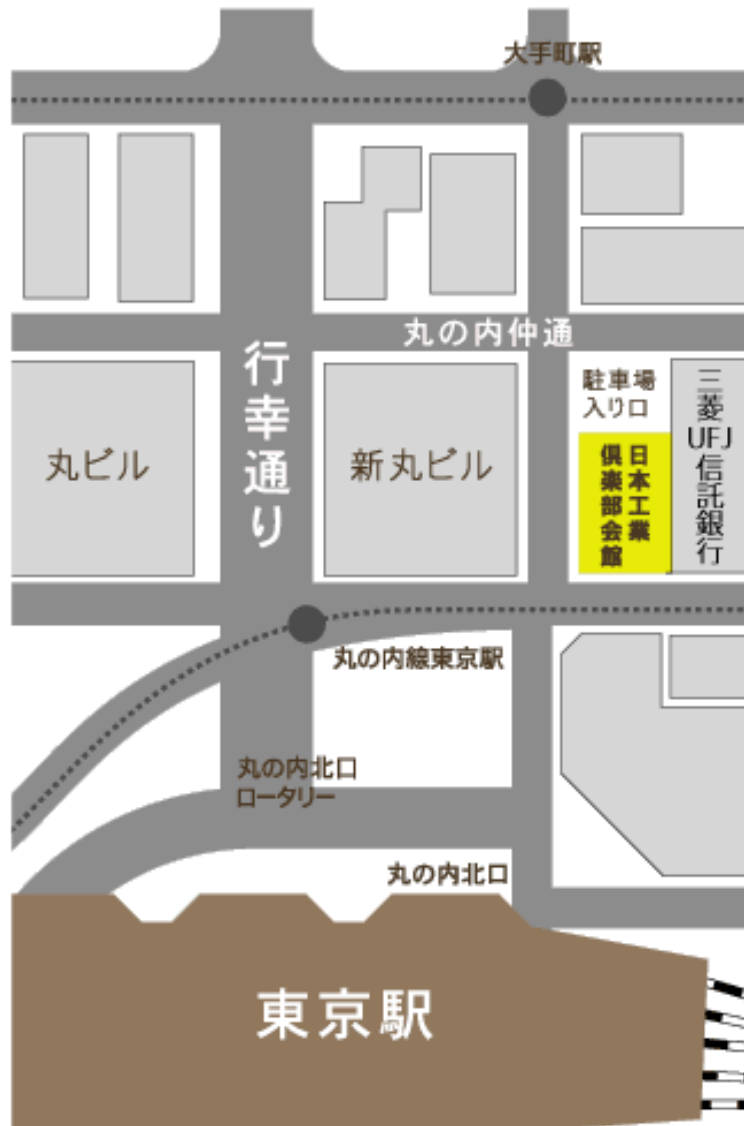 大手町駅
丸の内仲通
行幸通り
丸ビル
新丸ビル
駐車場
入り口
日本工業
倶楽部会館
三菱UFJ信託銀行
丸の内線東京駅
丸の内北口
ロータリー
丸の内北口
東京駅